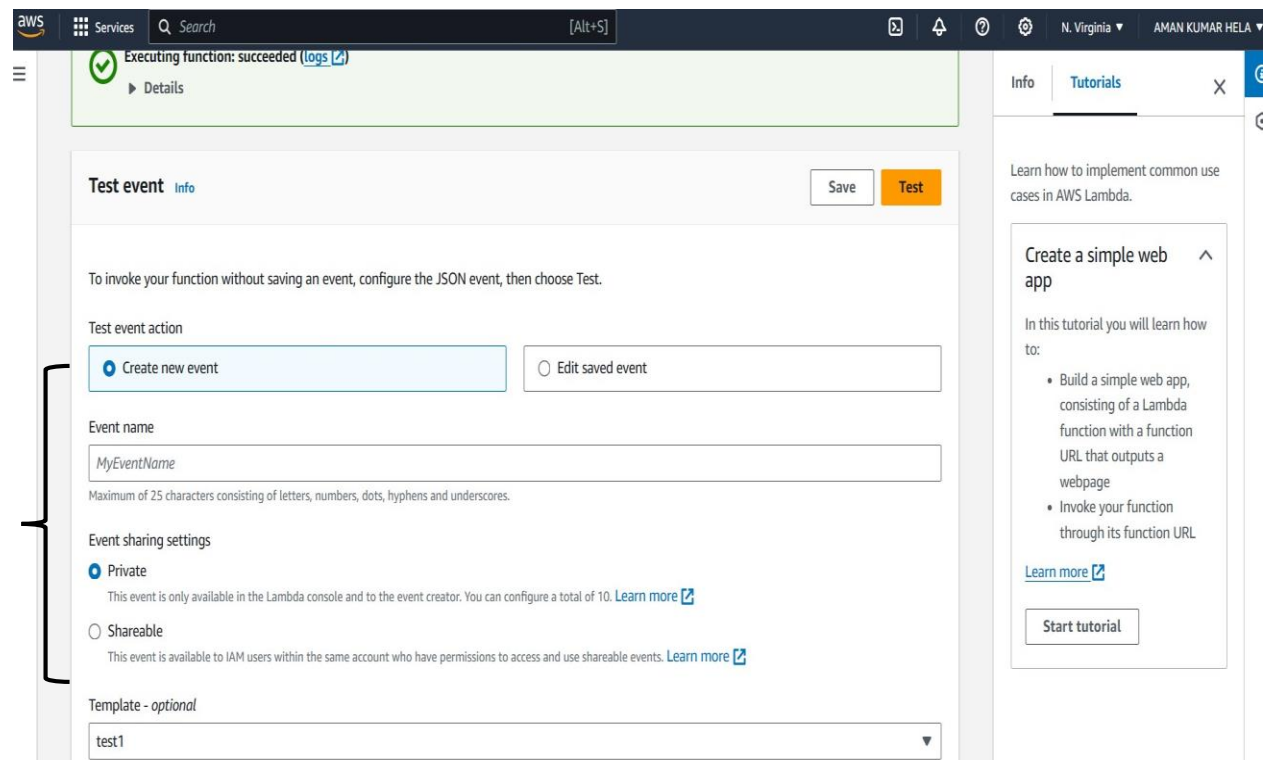 aws
Services
Search
[Alt+S]
N. Virginia
AMAN KUMAR HELA
Executing function: succeeded (logs)
Details
Test event Info
Save
Test
To invoke your function without saving an event, configure the JSON event, then choose Test.
Test event action
Create new event
Edit saved event
Event name
MyEventName
Maximum of 25 characters consisting of letters, numbers, dots, hyphens and underscores.
Event sharing settings
Private
This event is only available in the Lambda console and to the event creator. You can configure a total of 10. Learn more
Shareable
This event is available to IAM users within the same account who have permissions to access and use shareable events. Learn more
Template - optional
test1
Info
Tutorials
Learn how to implement common use
cases in AWS Lambda.
Create a simple web
app
In this tutorial you will learn how
to:
• Build a simple web app,
consisting of a Lambda
function with a function
URL that outputs a
webpage
• Invoke your function
through its function URL
Learn more
Start tutorial